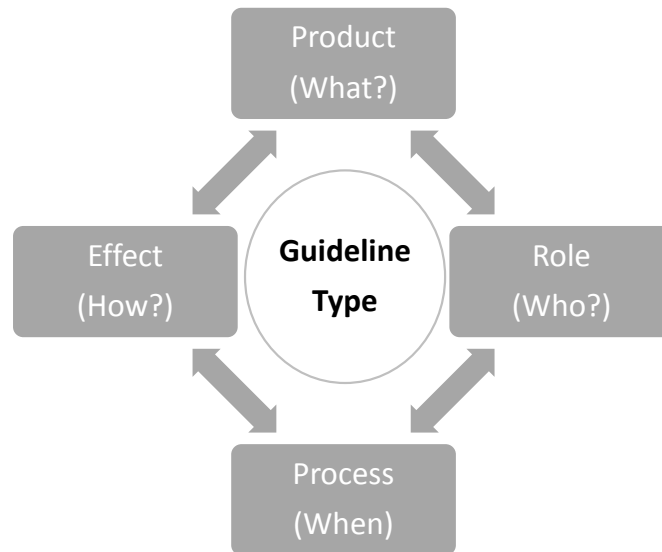 Product
(What?)
Effect
(How?)
Guideline
Type
Role
(Who?)
Process
(When)